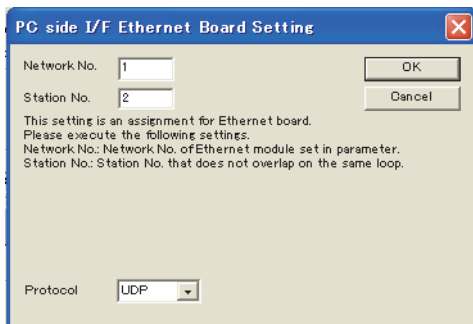 PC side I/F Ethernet Board Setting
Network No. 1 OK
Station No. 2 Cancel
This setting is an assignment for Ethernet board.
Please execute the following settings.
Network No.: Network No. of Ethernet module set in parameter.
Station No.: Station No. that does not overlap on the same loop.
Protocol UDP